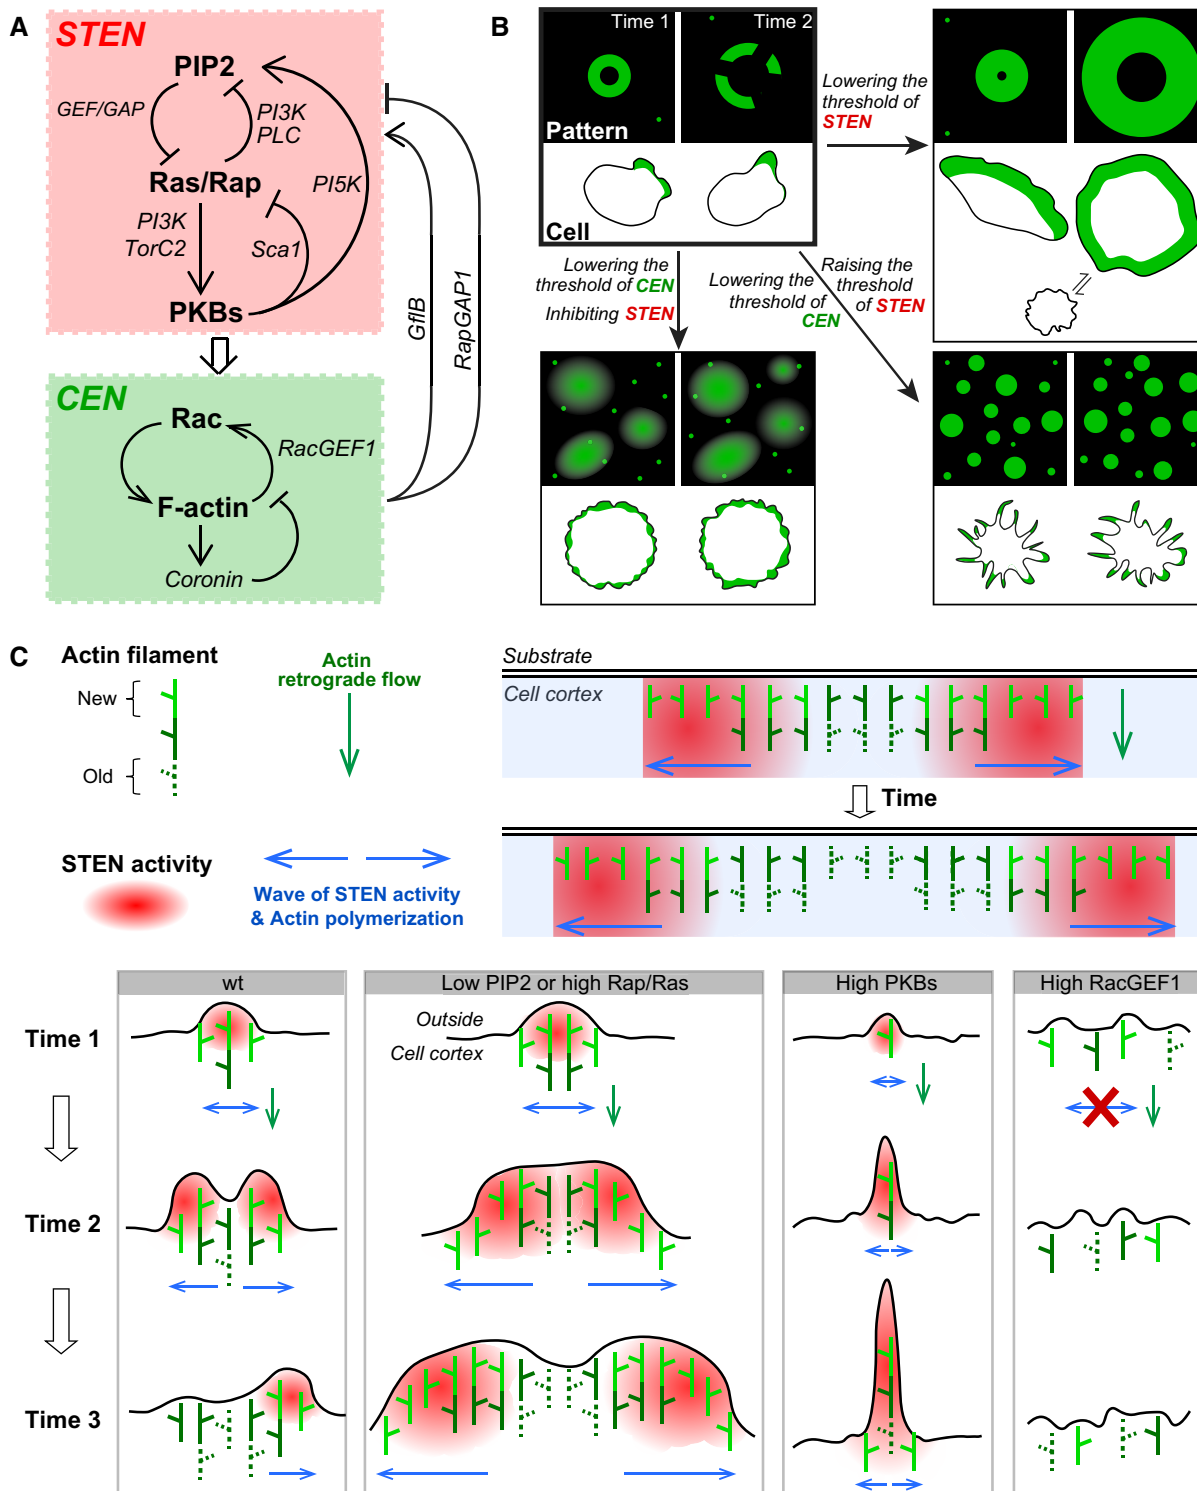 A
STEN
PIP2
GEF/GAP
PI3K
PLC
Ras/Rap
PI5K
PI3K
TorC2
Sca1
PKBs
GflB
RapGAP1
CEN
Rac
RacGEF1
F-actin
Coronin
B
Time 1
Time 2
Pattern
Cell
Lowering the
threshold of
STEN
Lowering the
threshold of CEN
Inhibiting STEN
Lowering the
threshold of
CEN
Raising the
threshold
of STEN
C
Actin filament
New
Old
Actin
retrograde flow
STEN activity
Wave of STEN activity
& Actin polymerization
Substrate
Cell cortex
Time
wt
Low PIP2 or high Rap/Ras
High PKBs
High RacGEF1
Time 1
Outside
Cell cortex
Time 2
Time 3